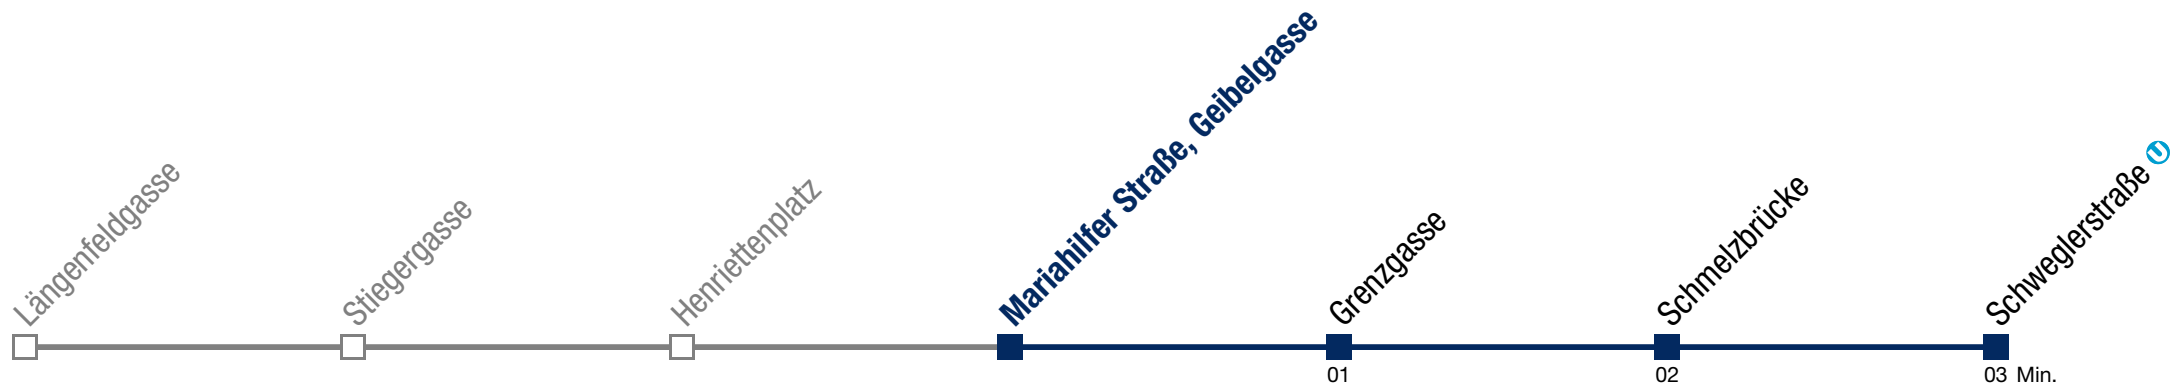 Längenfeldgasse
Stiegergasse
Henriettenplatz
Mariahilfer Straße, Geibelgasse
Grenzgasse
Schmelzbrücke
Schweglerstraße U
01
02
03 Min.